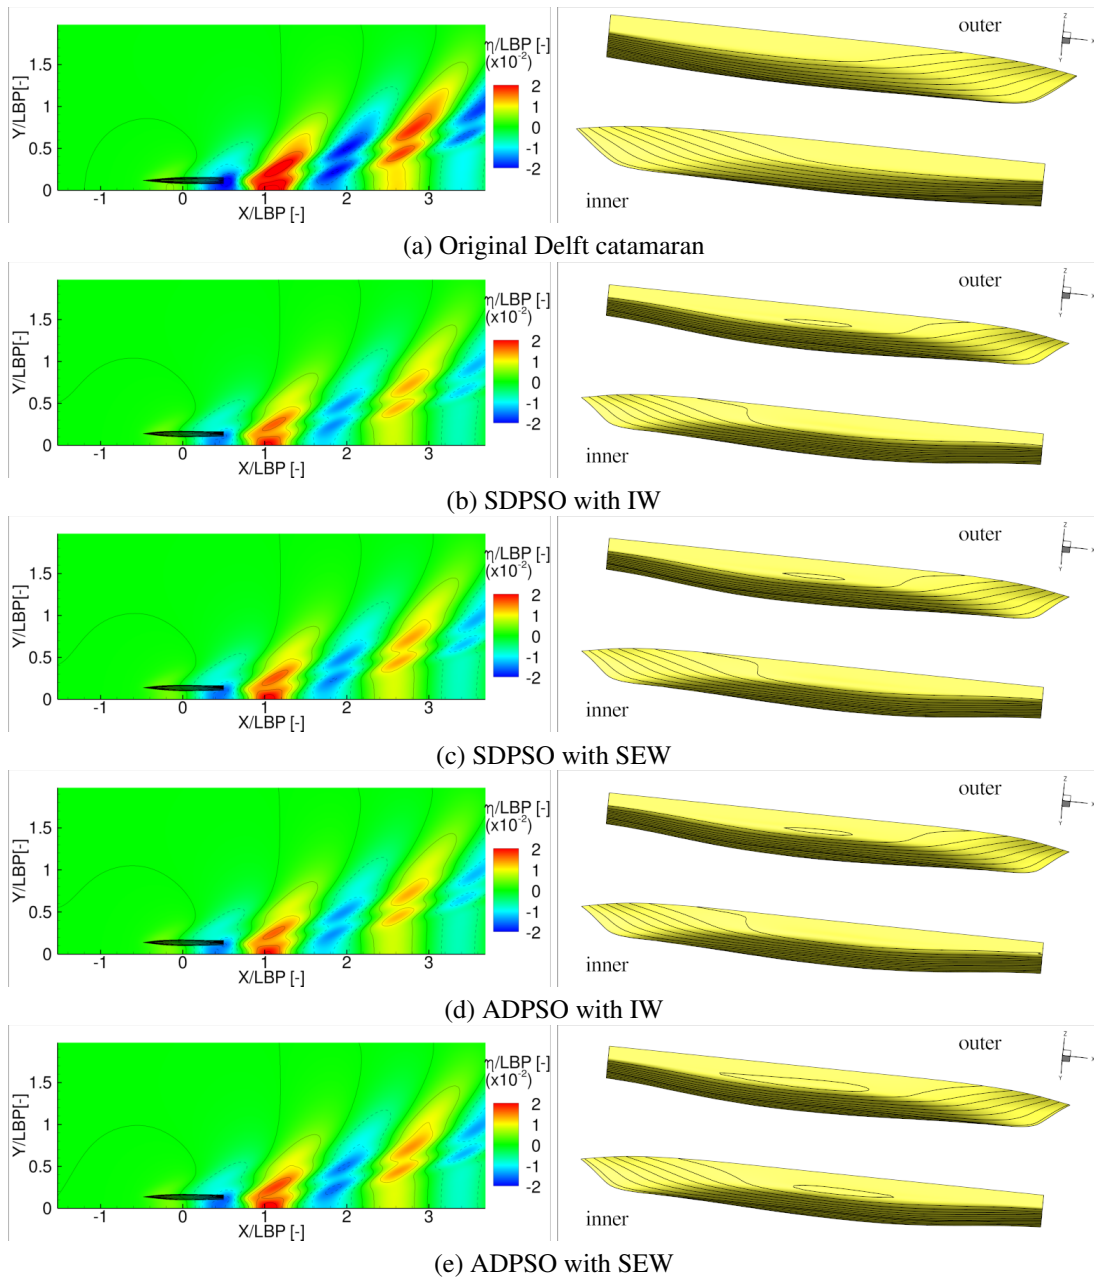 outer
Z
X
Y
η/LBP [-]
(x10⁻²)
2
1
0
-1
-2
Y/LBP[-]
1.5
1
0.5
0
-1
0
1
2
3
X/LBP [-]
inner
(a) Original Delft catamaran
outer
Z
X
Y
η/LBP [-]
(x10⁻²)
2
1
0
-1
-2
Y/LBP[-]
1.5
1
0.5
0
-1
0
1
2
3
X/LBP [-]
inner
(b) SDPSO with IW
outer
Z
X
Y
η/LBP [-]
(x10⁻²)
2
1
0
-1
-2
Y/LBP[-]
1.5
1
0.5
0
-1
0
1
2
3
X/LBP [-]
inner
(c) SDPSO with SEW
outer
Z
X
Y
η/LBP [-]
(x10⁻²)
2
1
0
-1
-2
Y/LBP[-]
1.5
1
0.5
0
-1
0
1
2
3
X/LBP [-]
inner
(d) ADPSO with IW
outer
Z
X
Y
η/LBP [-]
(x10⁻²)
2
1
0
-1
-2
Y/LBP[-]
1.5
1
0.5
0
-1
0
1
2
3
X/LBP [-]
inner
(e) ADPSO with SEW